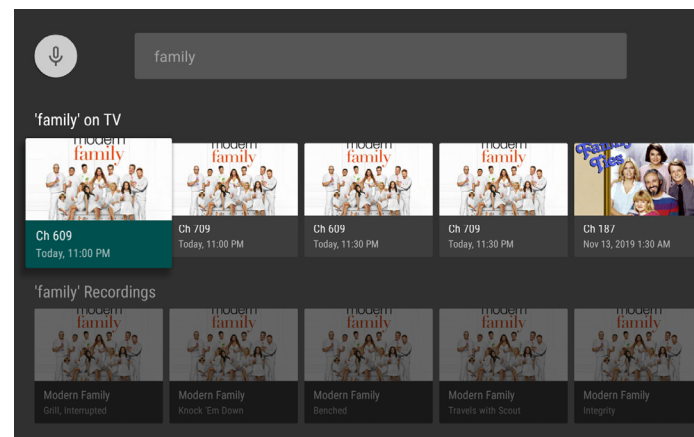 family
'family' on TV
modern
family
Ch 609
Today, 11:00 PM
modern
family
Ch 709
Today, 11:00 PM
modern
family
Ch 609
Today, 11:30 PM
modern
family
Ch 709
Today, 11:30 PM
Family
Ties
Ch 187
Nov 13, 2019 1:30 AM
'family' Recordings
modern
family
Modern Family
Grill, Interrupted
modern
family
Modern Family
Knock 'Em Down
modern
family
Modern Family
Benched
modern
family
Modern Family
Travels with Scout
modern
family
Modern Family
Integrity